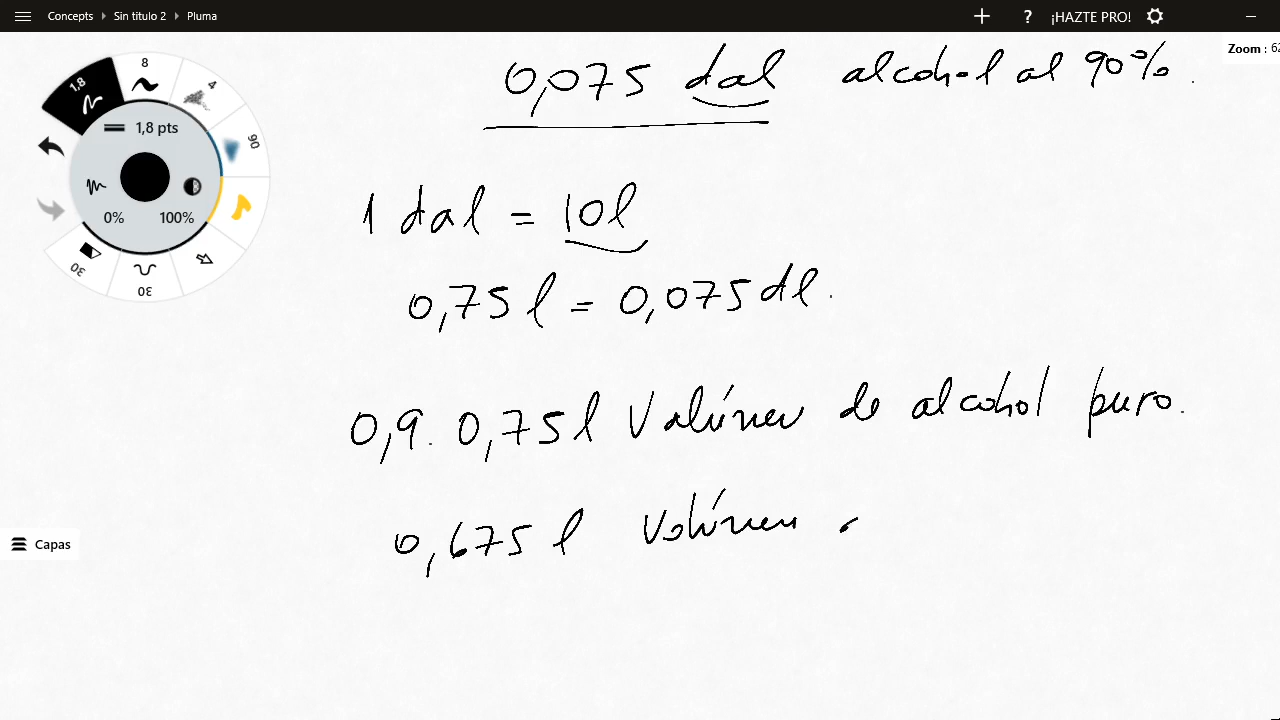 Concepts Sin título 2 Pluma + ? ¡HAZTE PRO! –
Zoom : 62
0,075 dal alcohol al 90% .
8
1,8
4
90
1,8 pts
0% 100%
30
30
1 dal = 10l
0,75 l = 0,075 dl.
0,9. 0,75 l Volúmen de alcohol puro.
0,675 l Volúmen
Capas